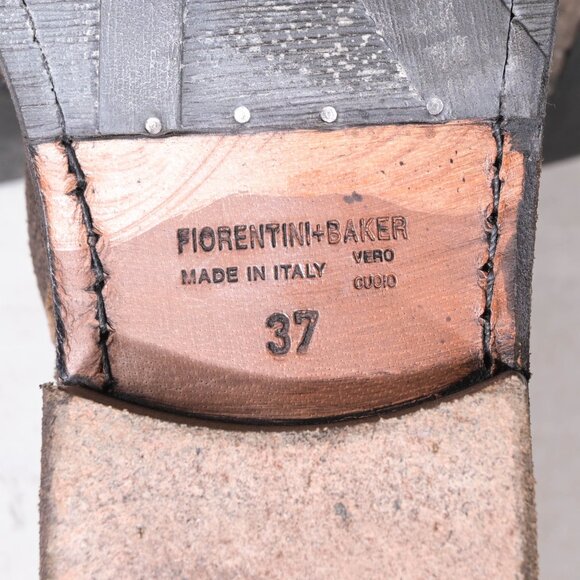 FIORENTINI+BAKER
MADE IN ITALY
VERO
CUOIO
37